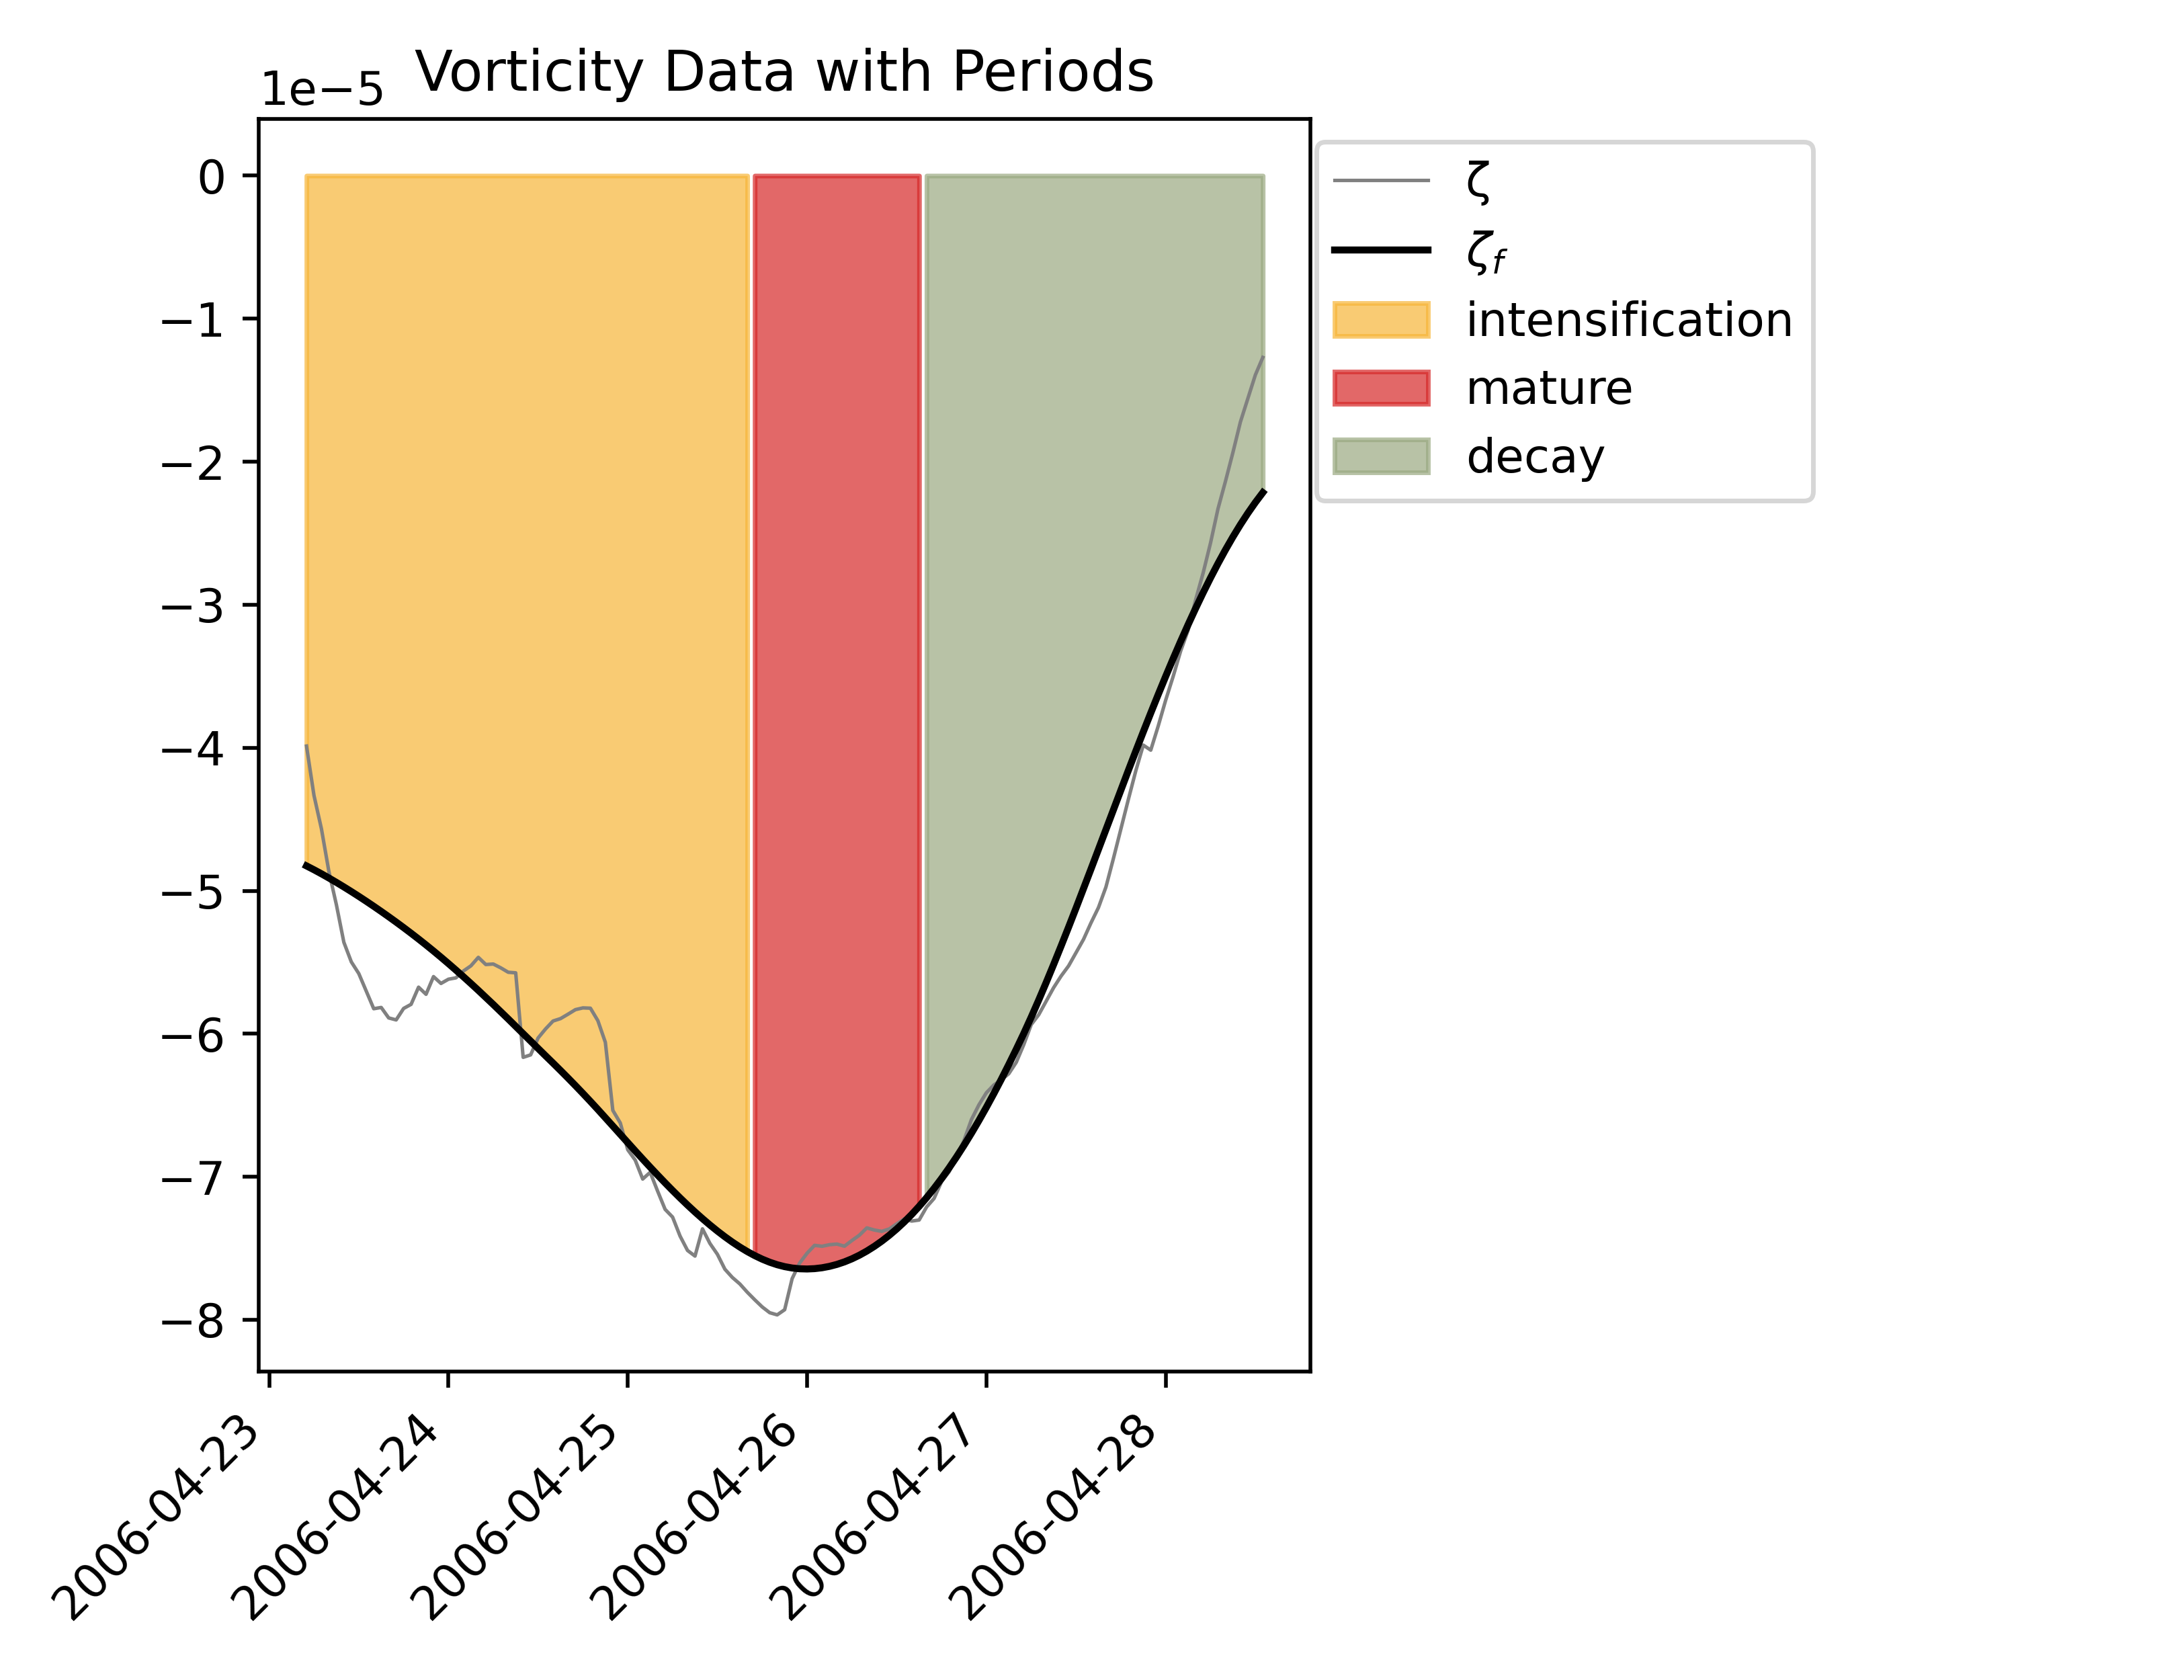 Vorticity Data with Periods
1e−5
0
−1
−2
−3
−4
−5
−6
−7
−8
2006-04-23
2006-04-24
2006-04-25
2006-04-26
2006-04-27
2006-04-28
ζ
ζf
intensification
mature
decay